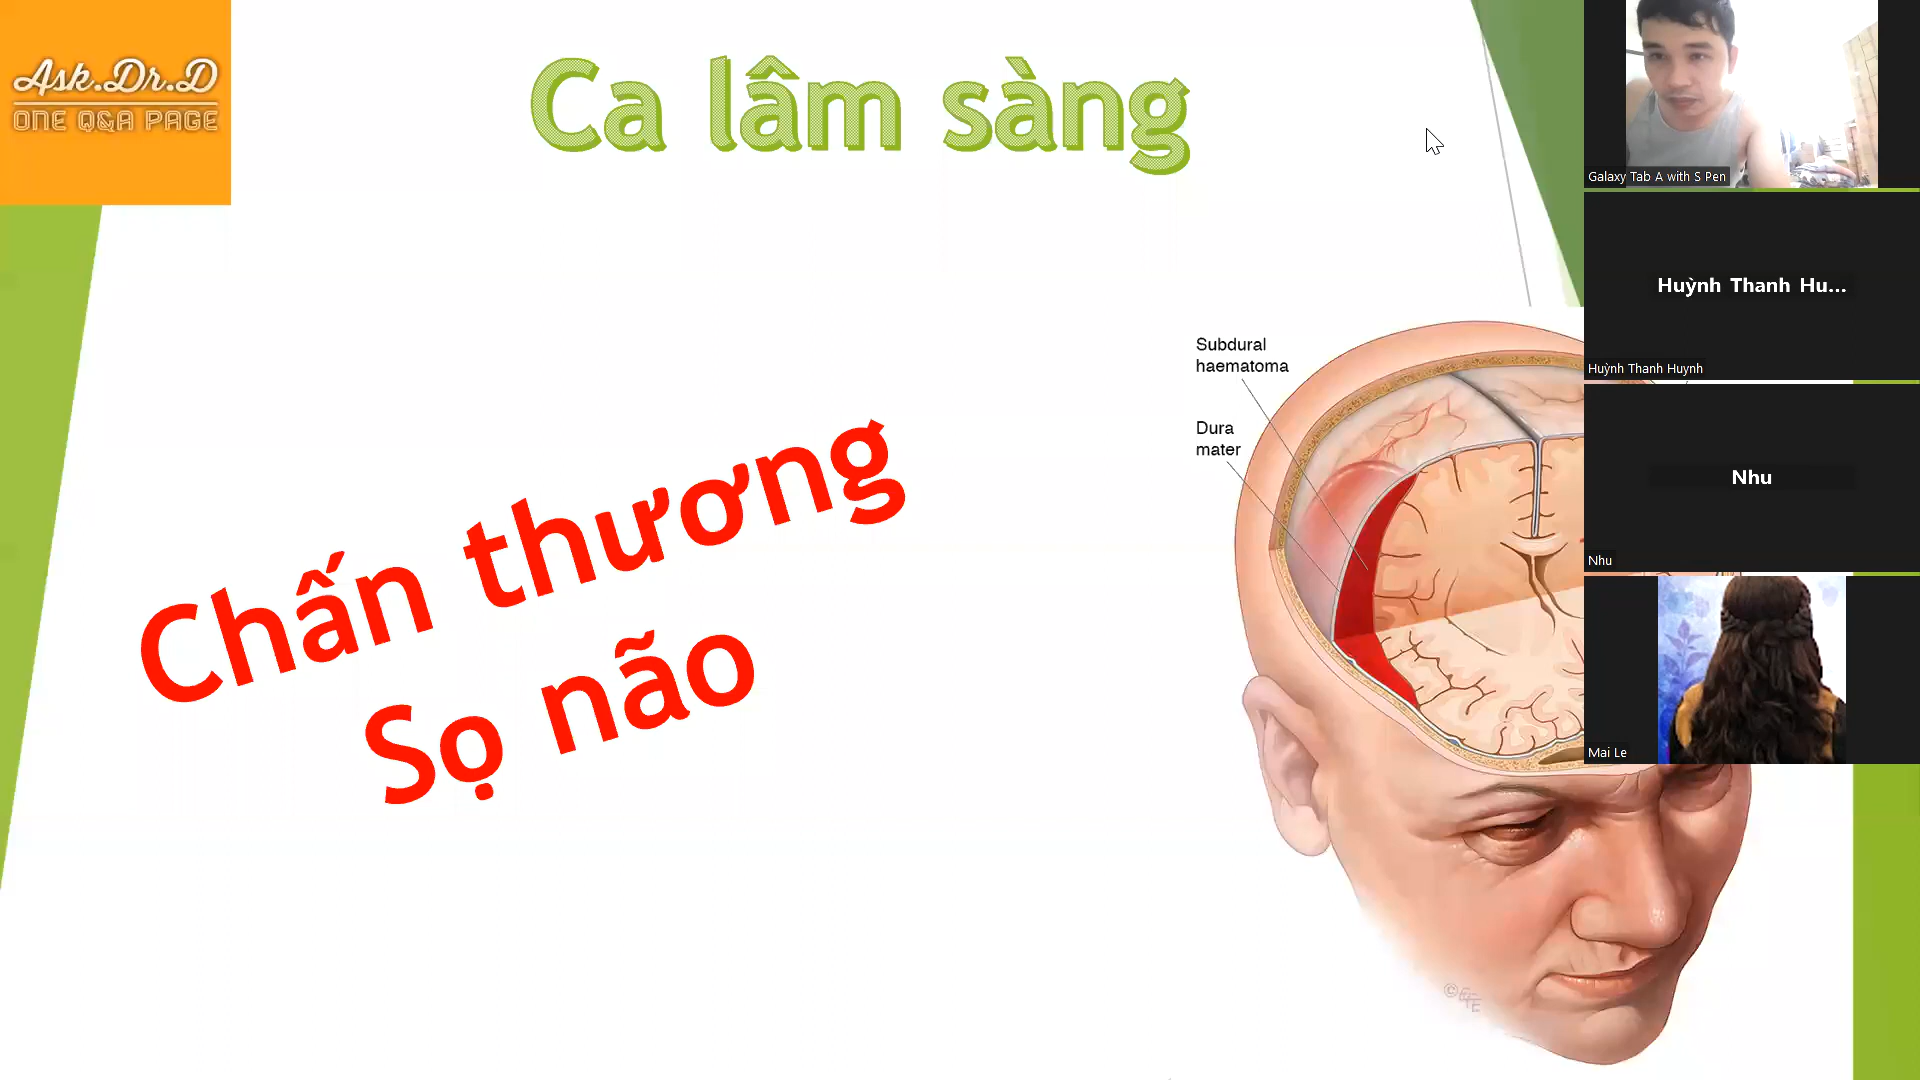 Ask.Dr.D
ONE Q&A PAGE
Ca lâm sàng
Chấn thương
Sọ não
Subdural
haematoma
Dura
mater
Galaxy Tab A with S Pen
Huỳnh Thanh Hu...
Huỳnh Thanh Huynh
Nhu
Nhu
Mai Le